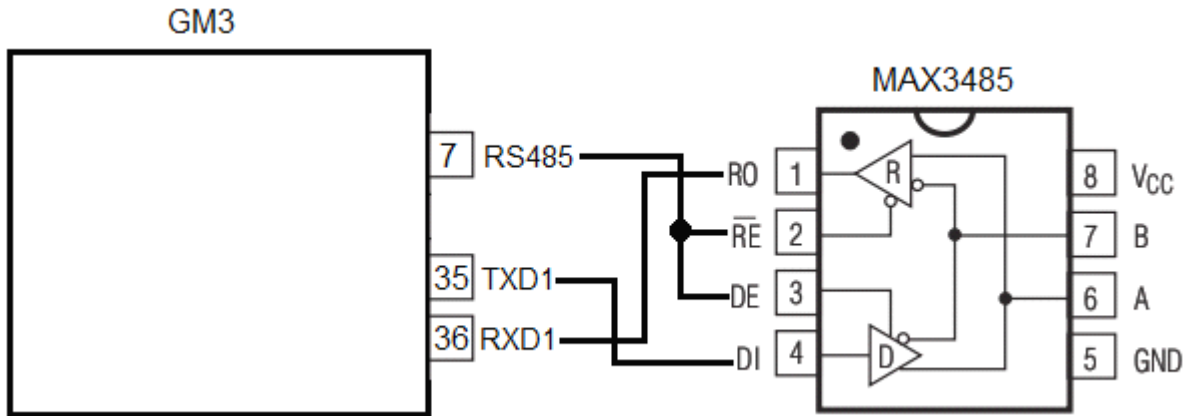 GM3
MAX3485
7 RS485
35 TXD1
36 RXD1
RO 1
R
8 VCC
RE 2
7 B
DE 3
6 A
DI 4
D
5 GND